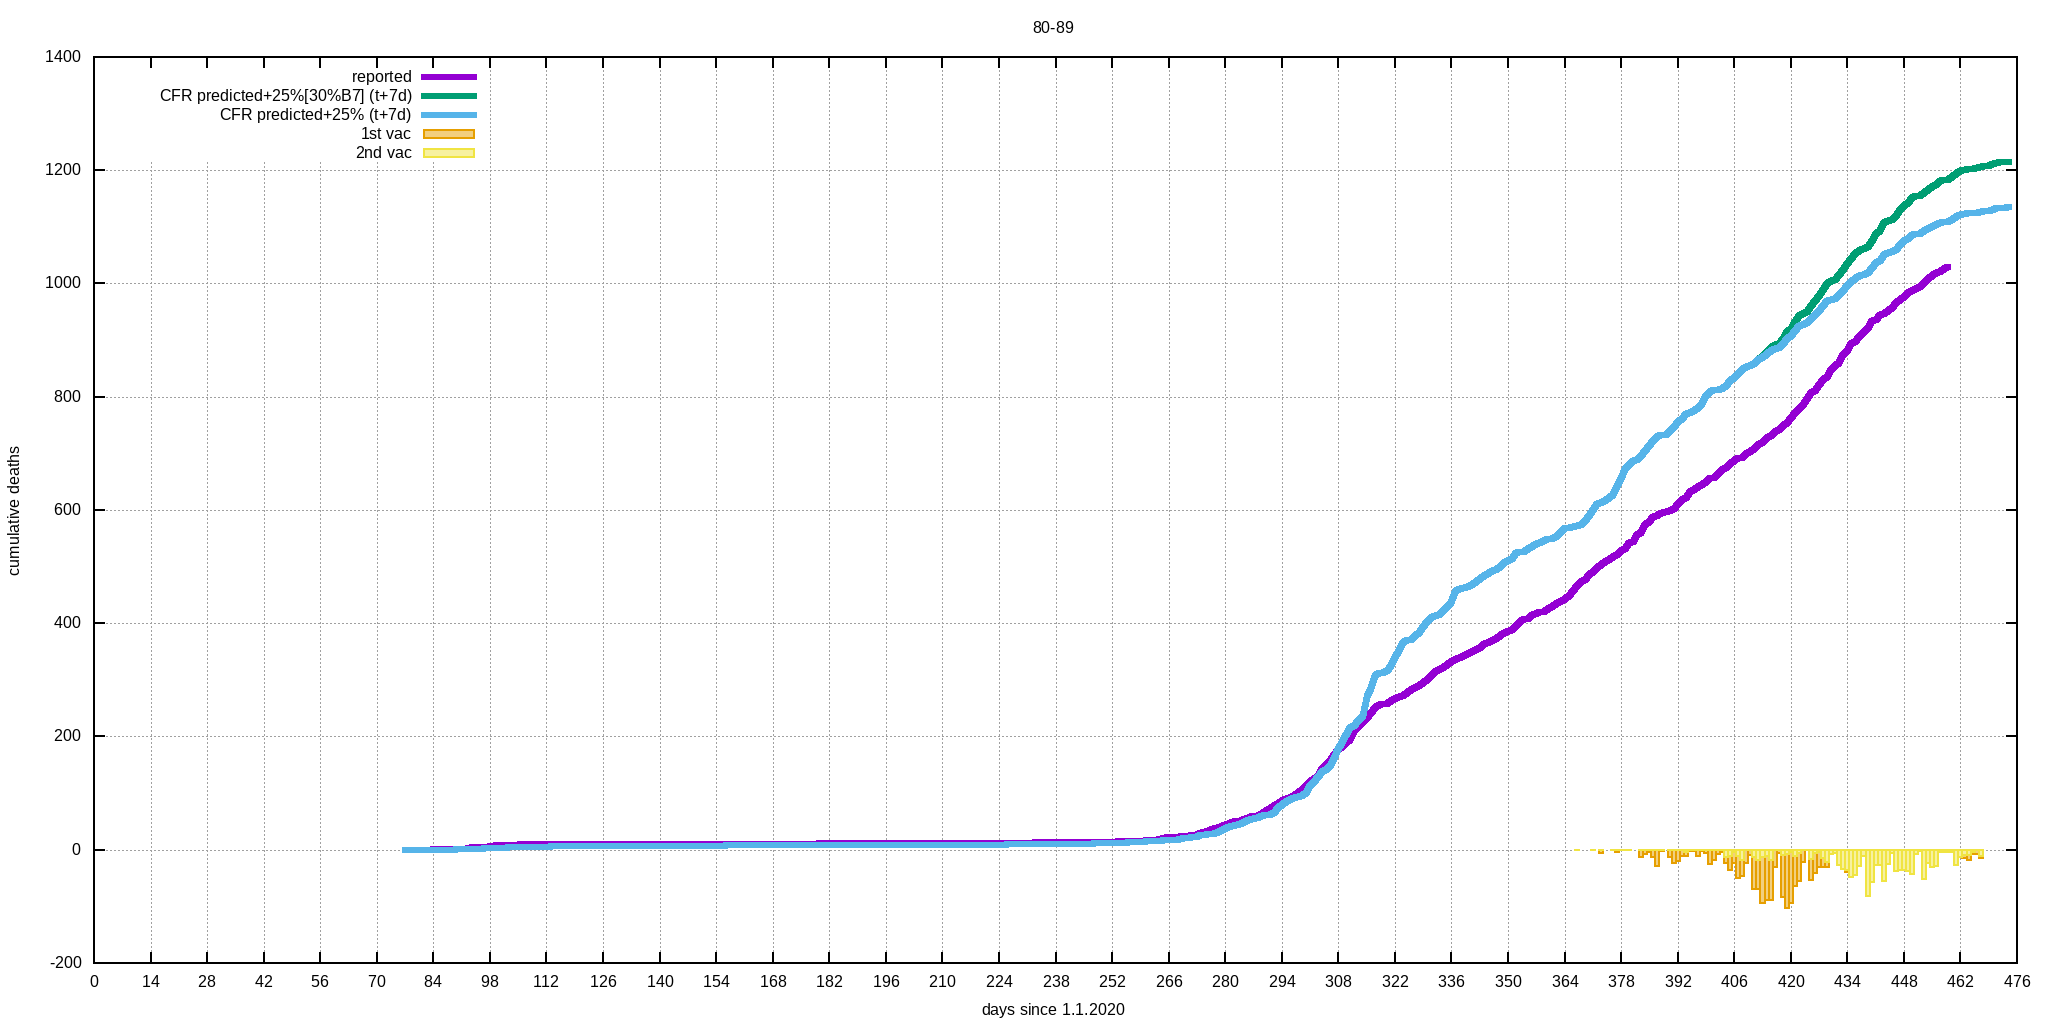 80-89
1400
1200
1000
800
600
400
200
0
-200
cumulative deaths
reported
CFR predicted+25%[30%B7] (t+7d)
CFR predicted+25% (t+7d)
1st vac
2nd vac
0 14 28 42 56 70 84 98 112 126 140 154 168 182 196 210 224 238 252 266 280 294 308 322 336 350 364 378 392 406 420 434 448 462 476
days since 1.1.2020